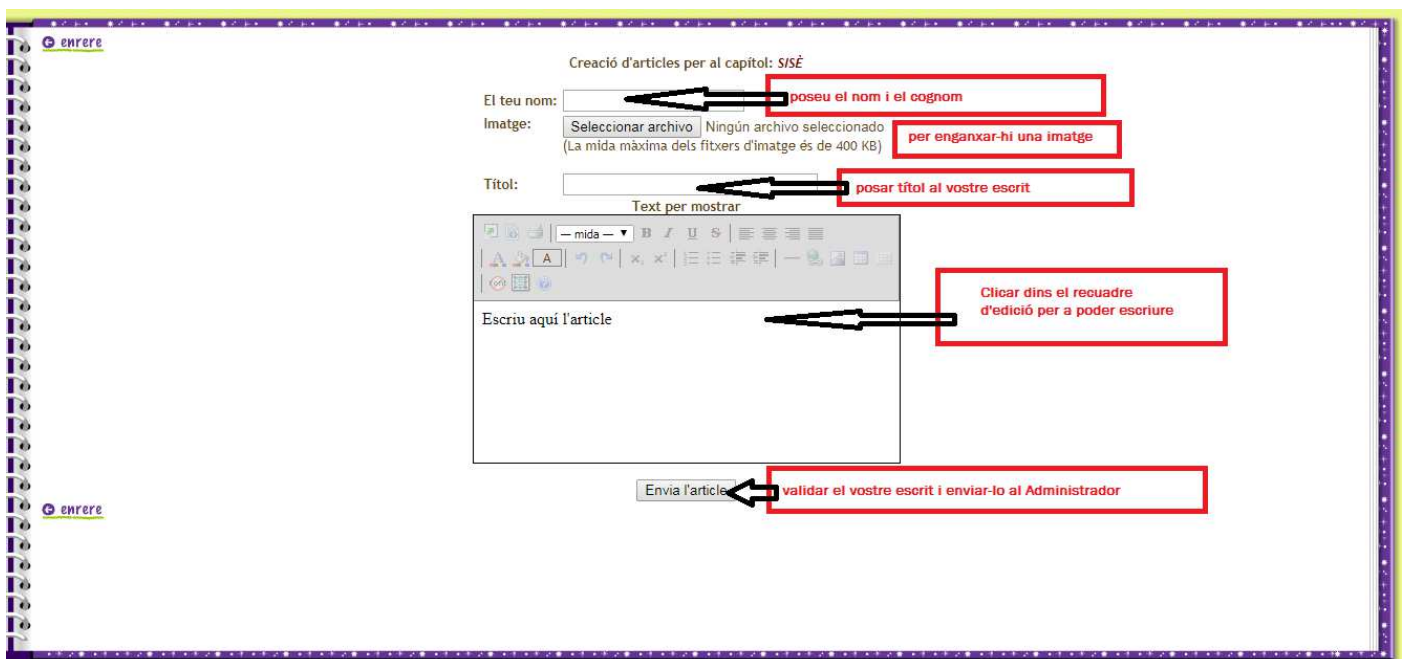 enrere
Creació d'articles per al capítol: SISÈ
El teu nom:
poseu el nom i el cognom
Imatge:
Seleccionar archivo Ningún archivo seleccionado
(La mida màxima dels fitxers d'imatge és de 400 KB)
per enganxar-hi una imatge
Títol:
posar títol al vostre escrit
Text per mostrar
— mida — B I U S
A A x, x²
Clicar dins el recuadre
d'edició per a poder escriure
Escriu aquí l'article
Envia l'article
validar el vostre escrit i enviar-lo al Administrador
enrere